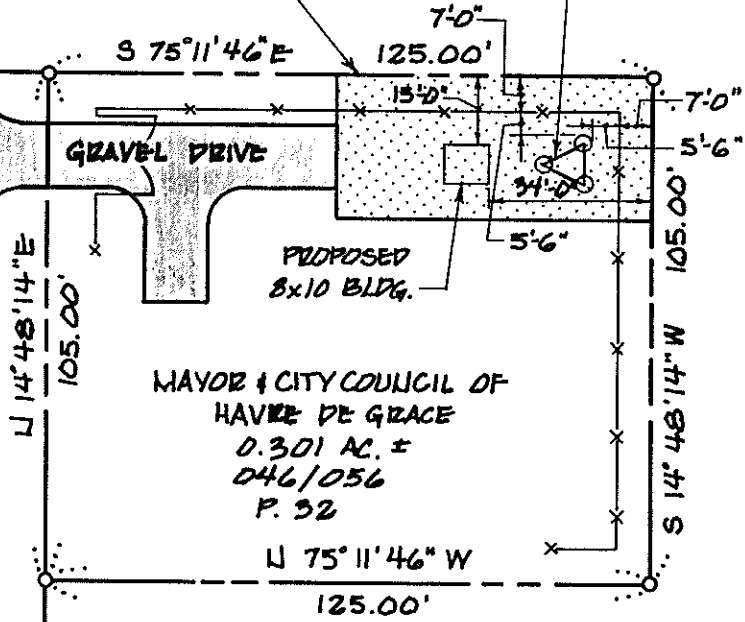 7'-0"
S 75°11'46"E
125.00'
15'-0"
7'-0"
GRAVEL DRIVE
5'-6"
34'-0"
5'-6"
PROPOSED
8x10 BLDG.
N 14°48'14"E
105.00'
105.00'
S 14°48'14"W
MAYOR & CITY COUNCIL OF
HAVRE DE GRACE
0.301 AC. ±
046/056
P. 32
N 75°11'46" W
125.00'